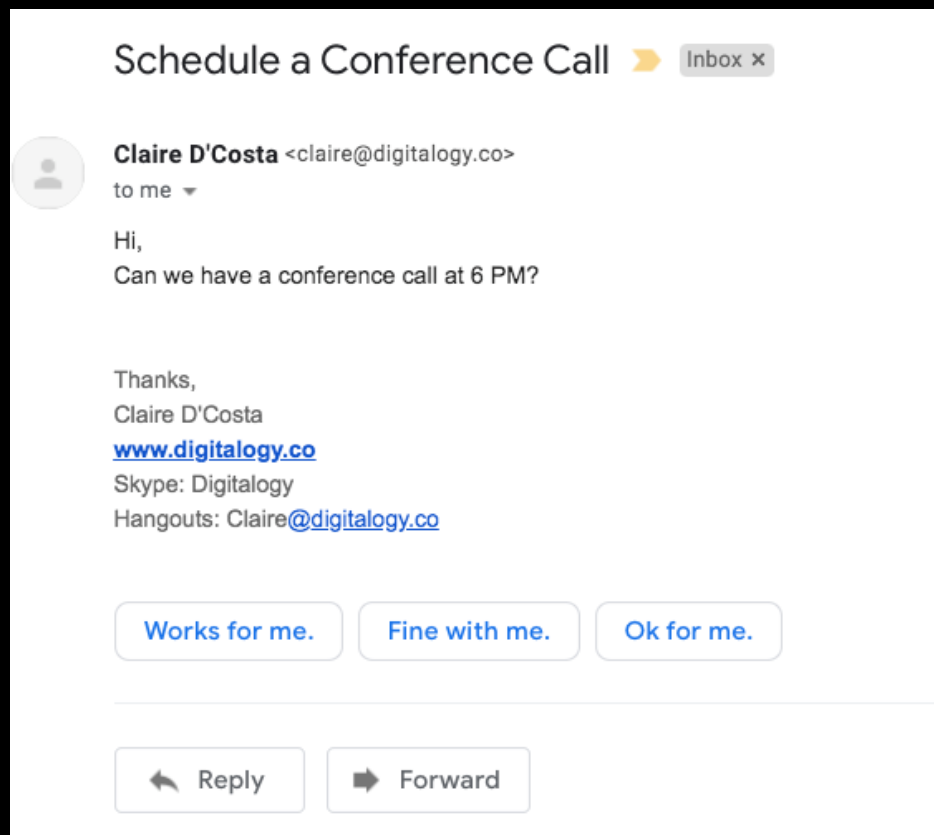 Schedule a Conference Call Inbox ×
Claire D'Costa <claire@digitalogy.co>
to me
Hi,
Can we have a conference call at 6 PM?
Thanks,
Claire D'Costa
www.digitalogy.co
Skype: Digitalogy
Hangouts: Claire@digitalogy.co
Works for me. Fine with me. Ok for me.
Reply Forward